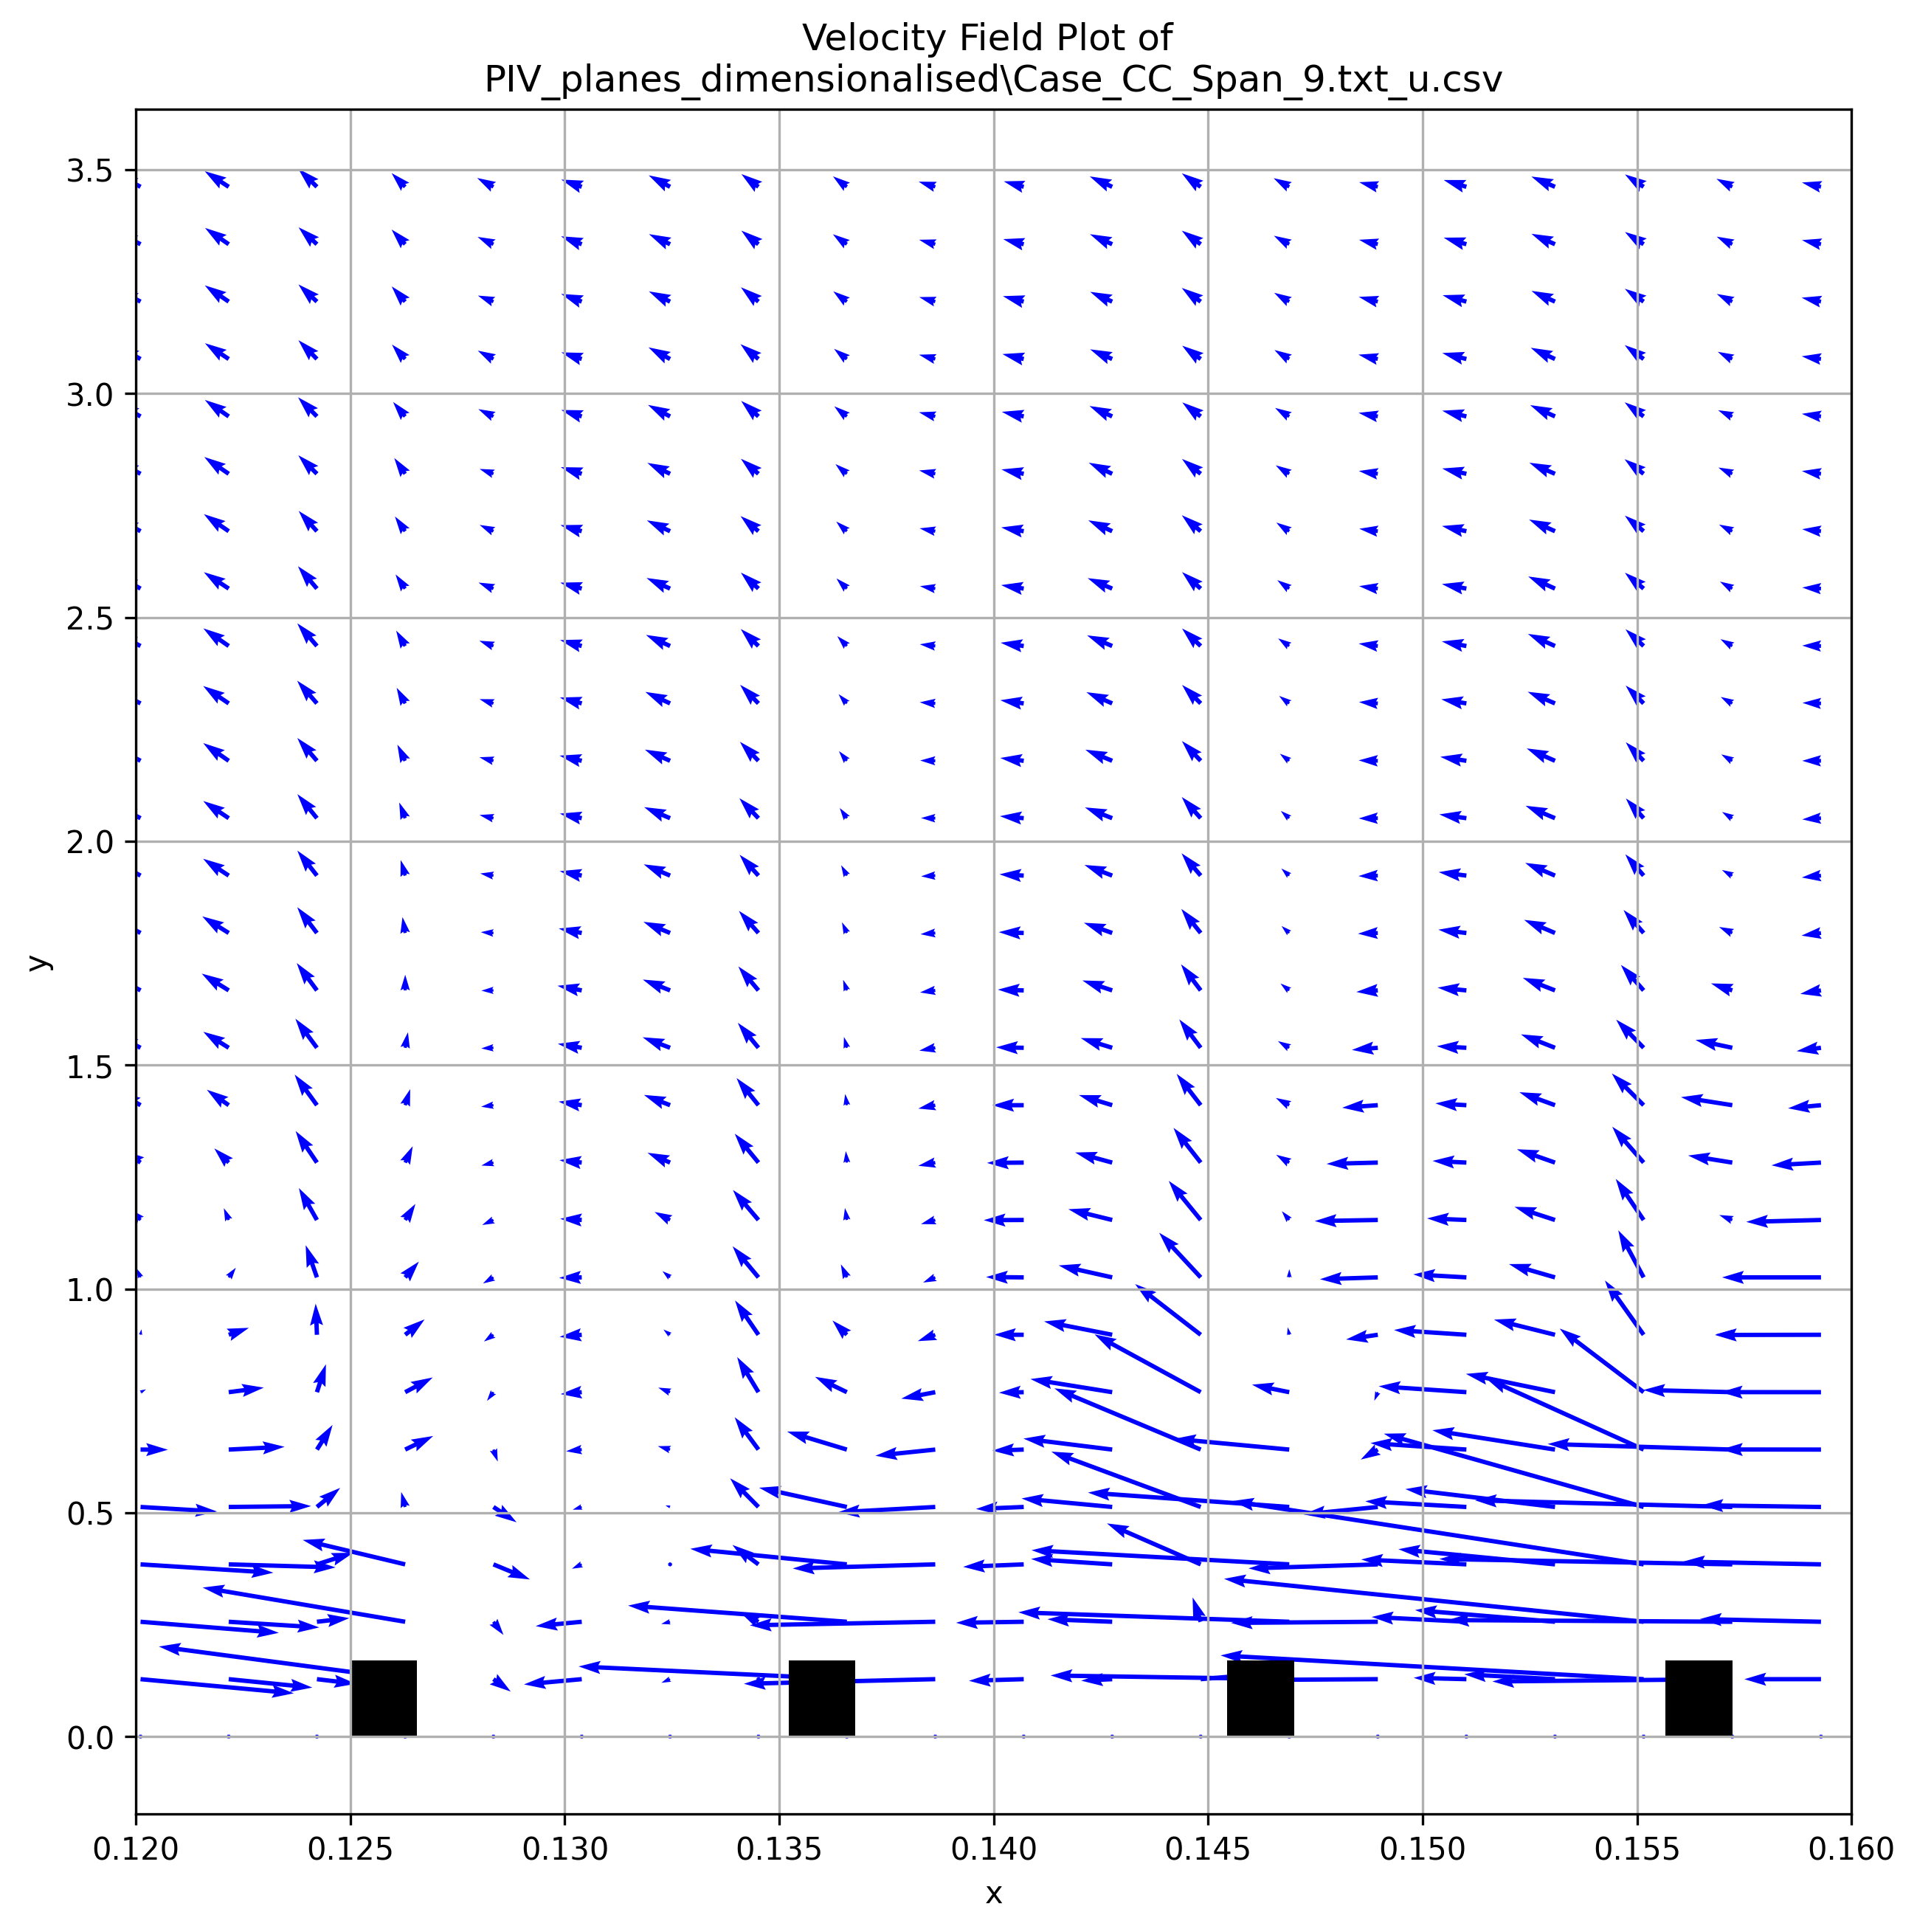 Velocity Field Plot of
PIV_planes_dimensionalised\Case_CC_Span_9.txt_u.csv
3.5
3.0
2.5
2.0
1.5
1.0
0.5
0.0
y
0.120 0.125 0.130 0.135 0.140 0.145 0.150 0.155 0.160
x